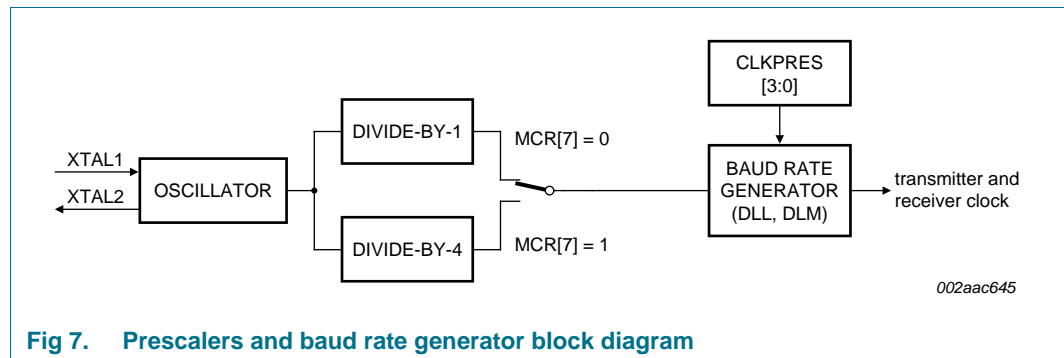 CLKPRES
[3:0]
DIVIDE-BY-1
MCR[7] = 0
XTAL1
XTAL2
OSCILLATOR
BAUD RATE
GENERATOR
(DLL, DLM)
transmitter and
receiver clock
DIVIDE-BY-4
MCR[7] = 1
002aac645
Fig 7. Prescalers and baud rate generator block diagram